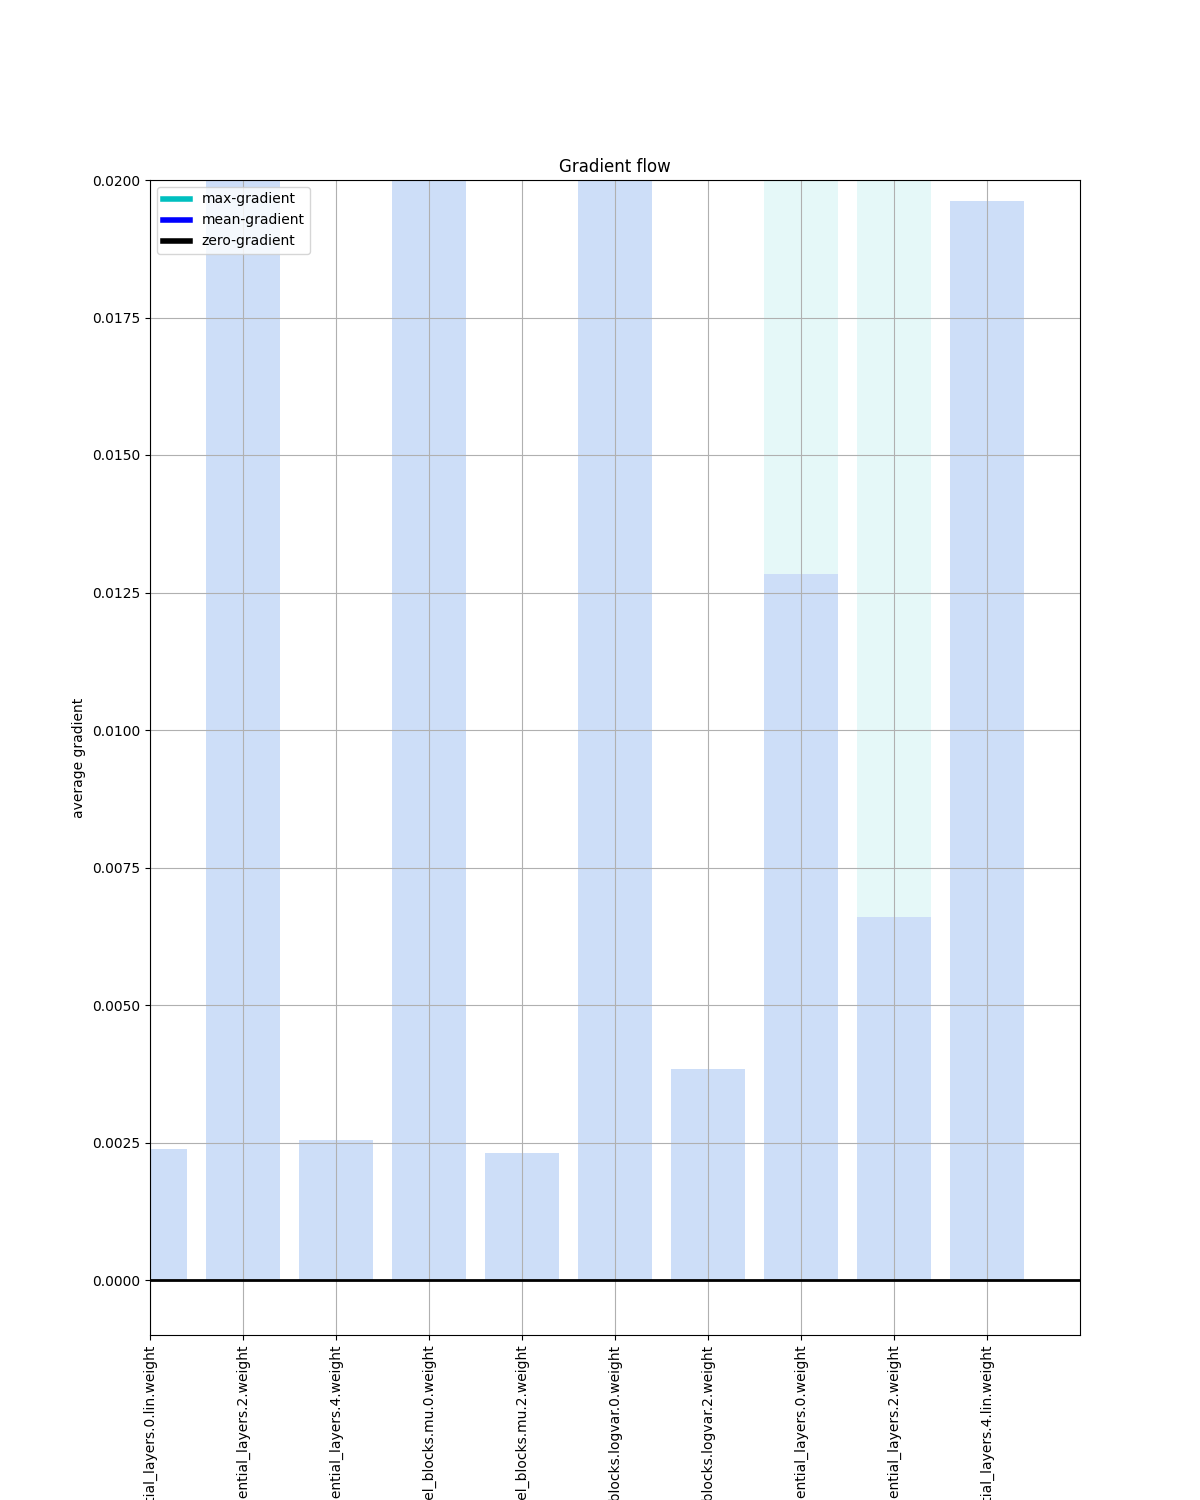 Gradient flow
max-gradient
mean-gradient
zero-gradient
0.0200
0.0175
0.0150
0.0125
0.0100
0.0075
0.0050
0.0025
0.0000
average gradient
tial_layers.0.lin.weight
ential_layers.2.weight
ential_layers.4.weight
el_blocks.mu.0.weight
el_blocks.mu.2.weight
blocks.logvar.0.weight
blocks.logvar.2.weight
ential_layers.0.weight
ential_layers.2.weight
tial_layers.4.lin.weight